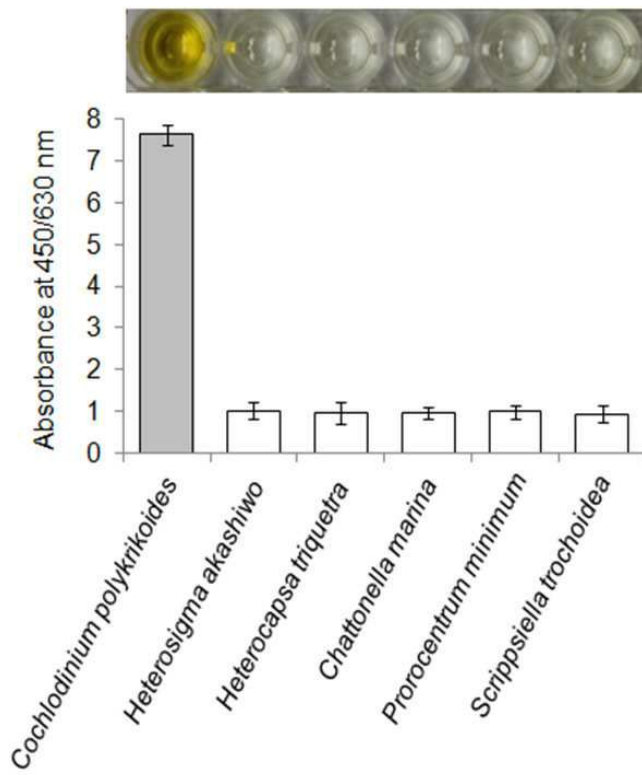 Absorbance at 450/630 nm
8
7
6
5
4
3
2
1
0
Cochlodinium polykrikoides
Heterosigma akashiwo
Heterocapsa triquetra
Chattonella marina
Prorocentrum minimum
Scrippsiella trochoidea